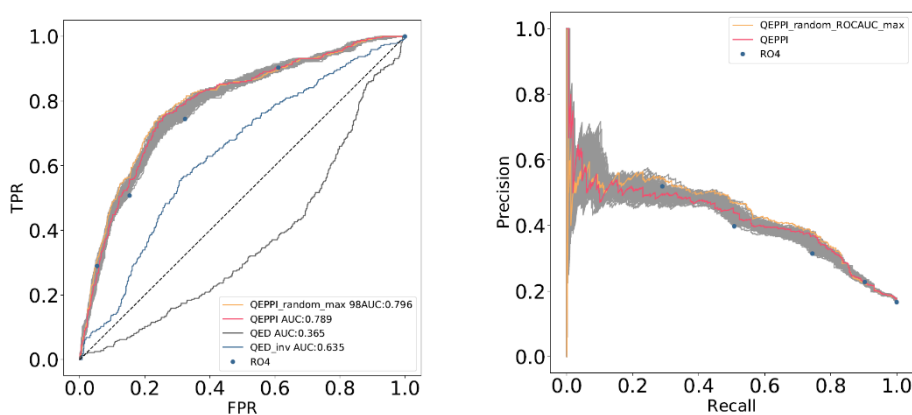 1.0
0.8
0.6
0.4
0.2
0.0
TPR
0.0 0.2 0.4 0.6 0.8 1.0
FPR
QEPPI_random_max 98AUC:0.796
QEPPI AUC:0.789
QED AUC:0.365
QED_inv AUC:0.635
RO4
1.0
0.8
0.6
0.4
0.2
0.0
Precision
0.0 0.2 0.4 0.6 0.8 1.0
Recall
QEPPI_random_ROCAUC_max
QEPPI
RO4